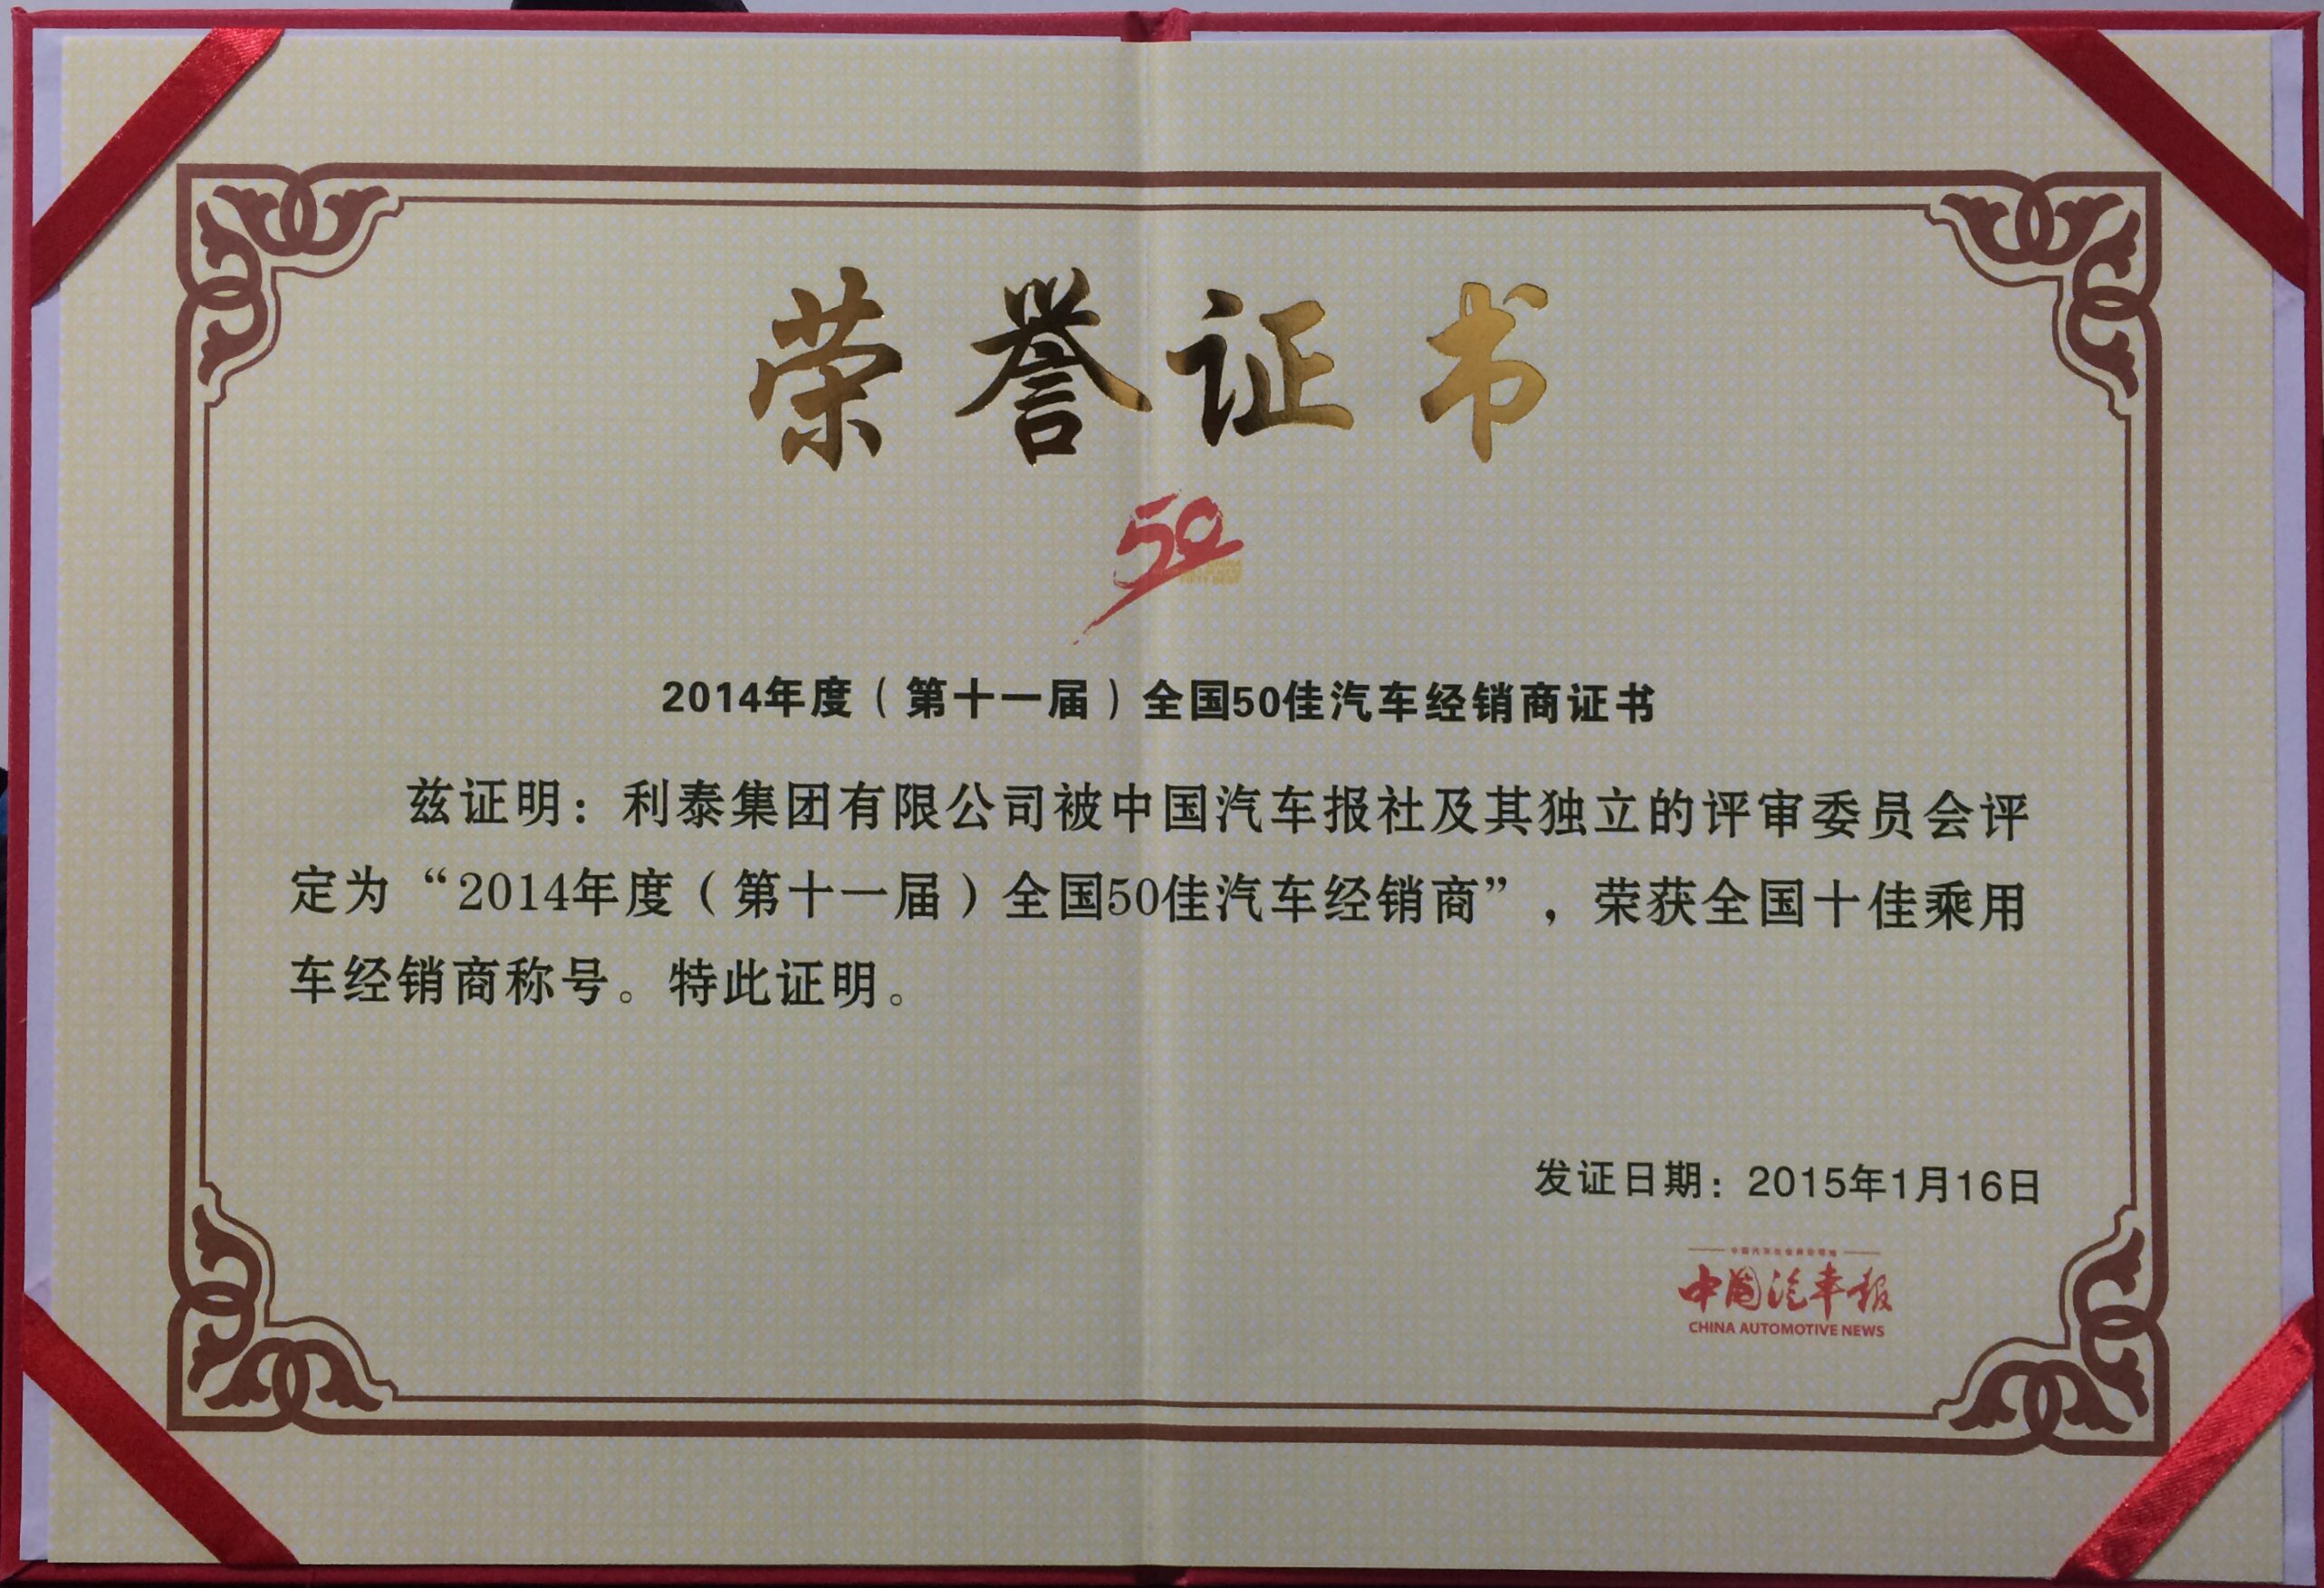 荣誉证书
50
FIFTY BEST
2014年度（第十一届）全国50佳汽车经销商证书
兹证明：利泰集团有限公司被中国汽车报社及其独立的评审委员会评
定为“2014年度（第十一届）全国50佳汽车经销商”，荣获全国十佳乘用
车经销商称号。特此证明。
发证日期：2015年1月16日
中国汽车报
CHINA AUTOMOTIVE NEWS